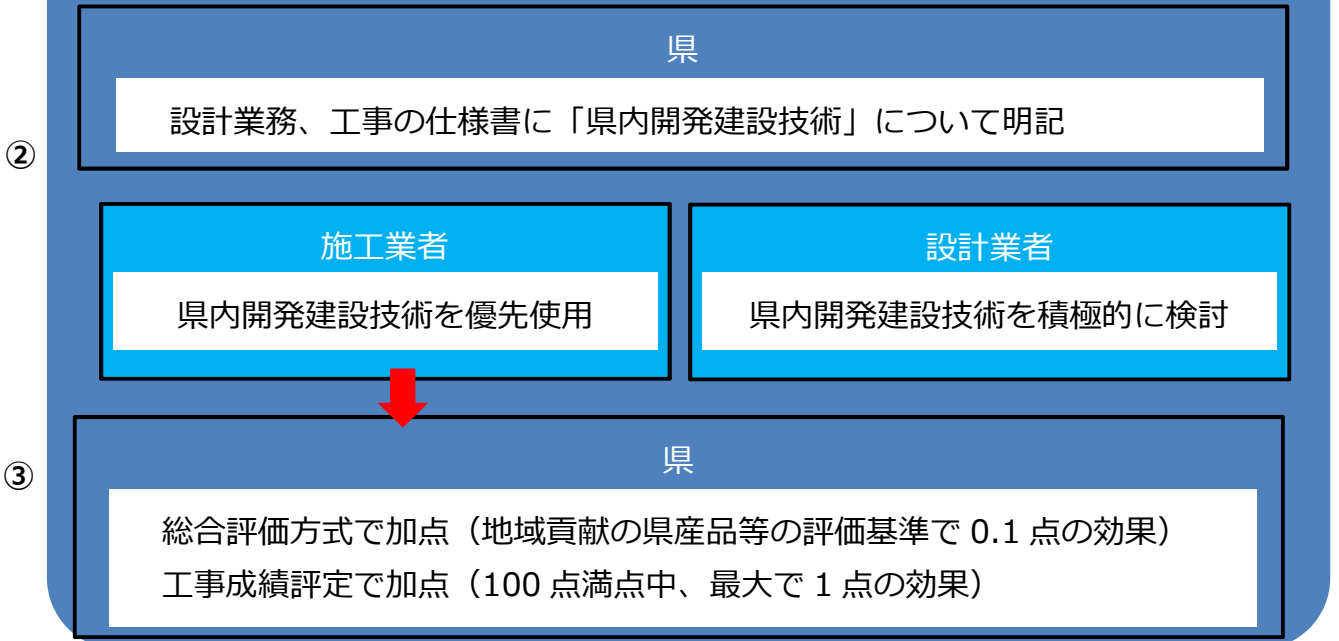 県
設計業務、工事の仕様書に「県内開発建設技術」について明記
②
施工業者
県内開発建設技術を優先使用
設計業者
県内開発建設技術を積極的に検討
③
県
総合評価方式で加点（地域貢献の県産品等の評価基準で 0.1 点の効果）
工事成績評定で加点（100 点満点中、最大で 1 点の効果）